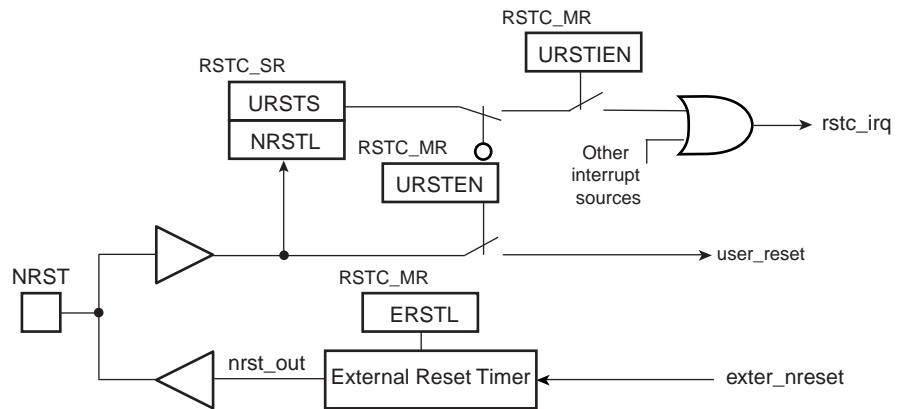 RSTC_MR
URSTIEN
RSTC_SR
URSTS
NRSTL
rstc_irq
RSTC_MR
URSTEN
Other
interrupt
sources
user_reset
NRST
RSTC_MR
ERSTL
nrst_out
External Reset Timer
exter_nreset